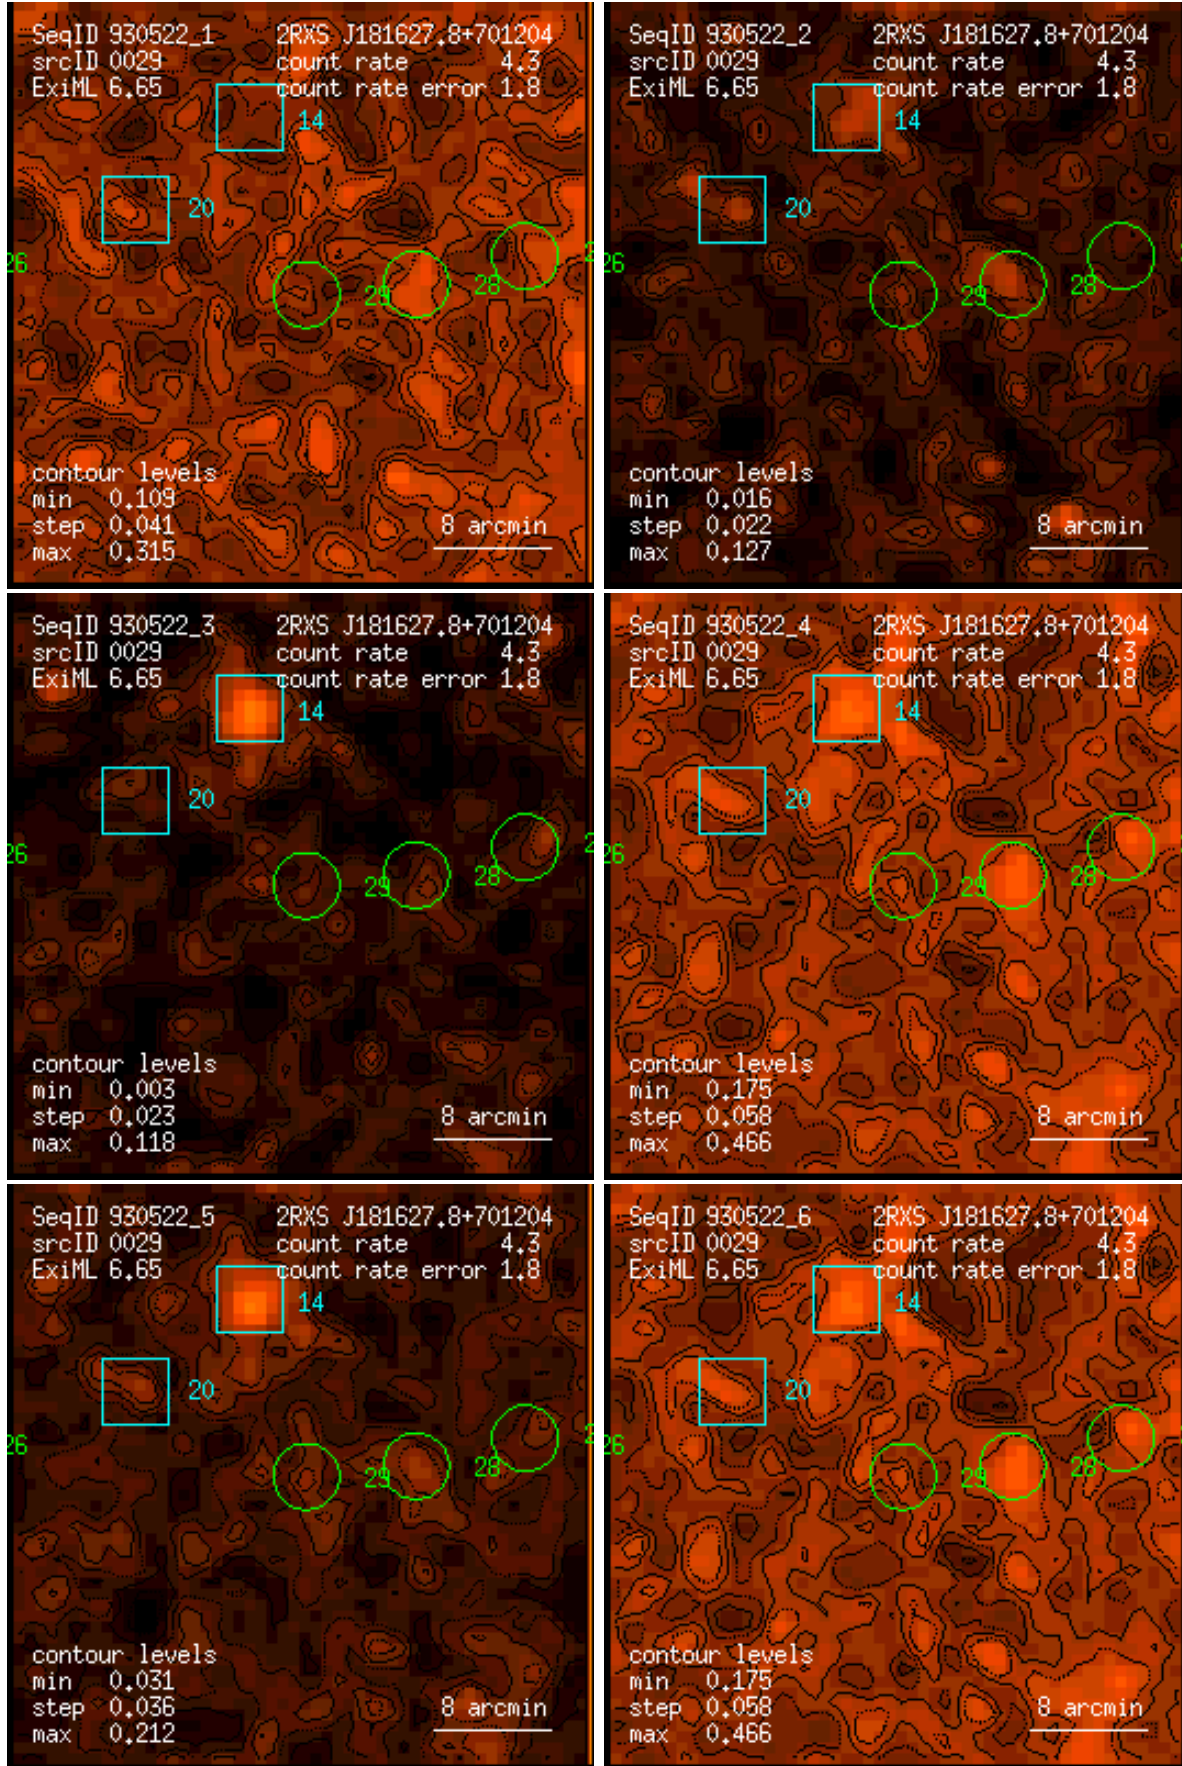 SeqID 930522_1 2RXS J181627.8+701204
srcID 0029 count rate 4.3
ExiML 6.65 count rate error 1.8
14
20
26
29
28
contour levels
min 0.109
step 0.041
max 0.315
8 arcmin
SeqID 930522_2 2RXS J181627.8+701204
srcID 0029 count rate 4.3
ExiML 6.65 count rate error 1.8
14
20
26
29
28
contour levels
min 0.016
step 0.022
max 0.127
8 arcmin
SeqID 930522_3 2RXS J181627.8+701204
srcID 0029 count rate 4.3
ExiML 6.65 count rate error 1.8
14
20
26
29
28
contour levels
min 0.003
step 0.023
max 0.118
8 arcmin
SeqID 930522_4 2RXS J181627.8+701204
srcID 0029 count rate 4.3
ExiML 6.65 count rate error 1.8
14
20
26
29
28
contour levels
min 0.175
step 0.058
max 0.466
8 arcmin
SeqID 930522_5 2RXS J181627.8+701204
srcID 0029 count rate 4.3
ExiML 6.65 count rate error 1.8
14
20
26
29
28
contour levels
min 0.031
step 0.036
max 0.212
8 arcmin
SeqID 930522_6 2RXS J181627.8+701204
srcID 0029 count rate 4.3
ExiML 6.65 count rate error 1.8
14
20
26
29
28
contour levels
min 0.175
step 0.058
max 0.466
8 arcmin